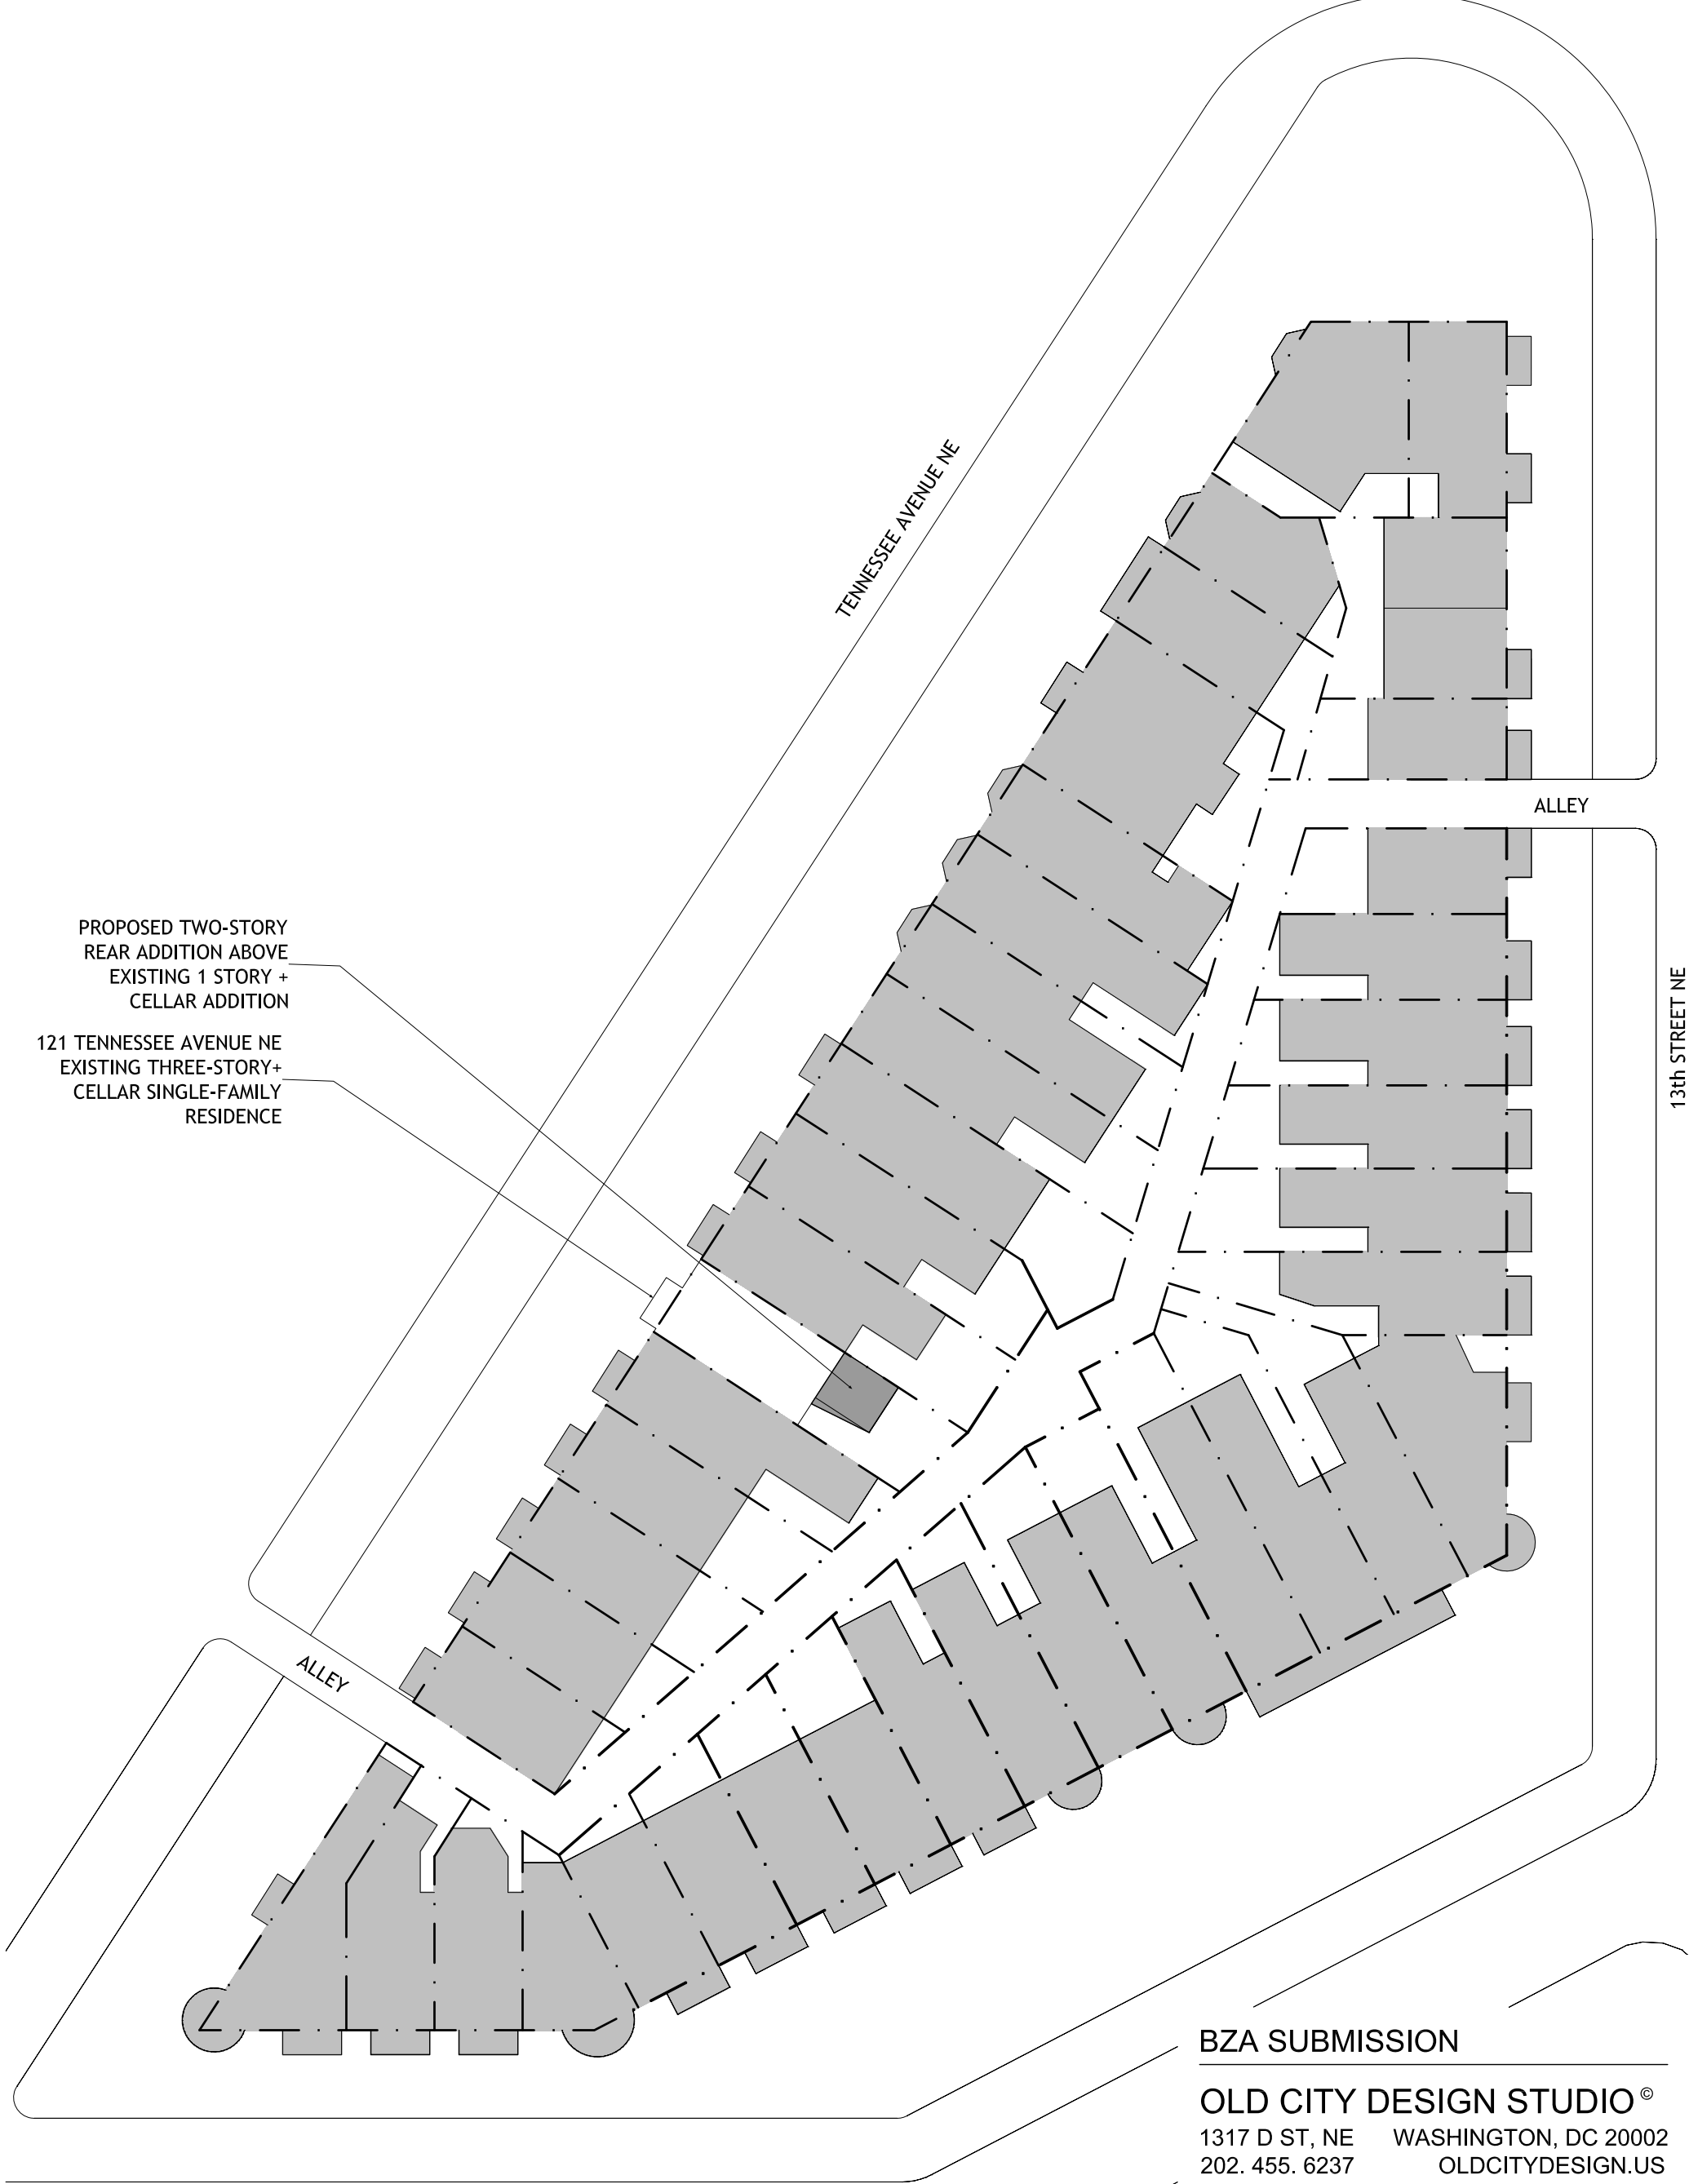 TENNESSEE AVENUE NE
ALLEY
PROPOSED TWO-STORY
REAR ADDITION ABOVE
EXISTING 1 STORY +
CELLAR ADDITION
121 TENNESSEE AVENUE NE
EXISTING THREE-STORY+
CELLAR SINGLE-FAMILY
RESIDENCE
13th STREET NE
ALLEY
BZA SUBMISSION
OLD CITY DESIGN STUDIO ©
1317 D ST, NE WASHINGTON, DC 20002
202. 455. 6237 OLDCITYDESIGN.US